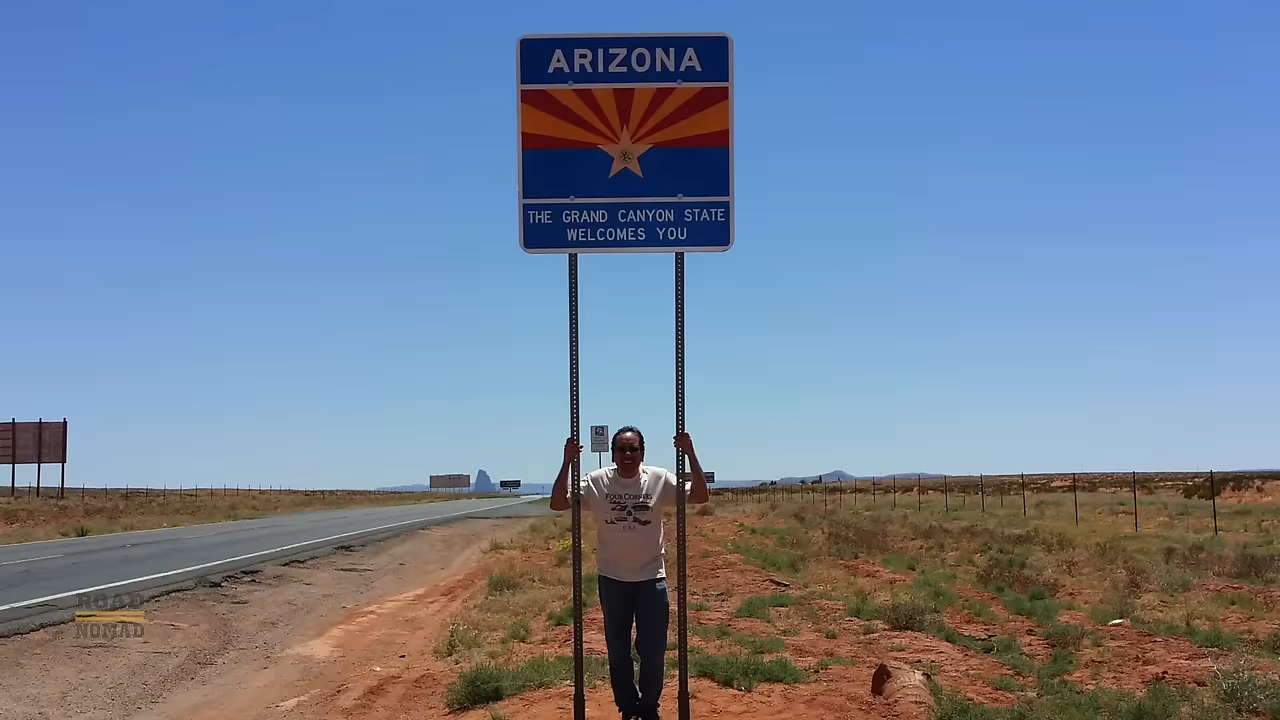 ARIZONA
THE GRAND CANYON STATE
WELCOMES YOU
FOUR CORNERS
ROAD
NOMAD